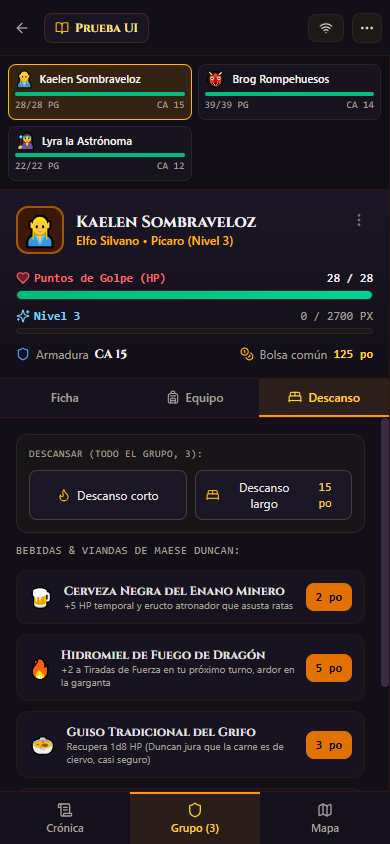 Prueba UI
Kaelen Sombraveloz
28/28 PG CA 15
Brog Rompehuesos
39/39 PG CA 14
Lyra la Astrónoma
22/22 PG CA 12
Kaelen Sombraveloz
Elfo Silvano • Pícaro (Nivel 3)
Puntos de Golpe (HP) 28 / 28
Nivel 3 0 / 2700 PX
Armadura CA 15 Bolsa común 125 po
Ficha Equipo Descanso
DESCANSAR (TODO EL GRUPO, 3):
Descanso corto
Descanso largo
15 po
BEBIDAS & VIANDAS DE MAESE DUNCAN:
Cerveza Negra del Enano Minero
+5 HP temporal y eructo atronador que asusta ratas
2 po
Hidromiel de Fuego de Dragón
+2 a Tiradas de Fuerza en tu próximo turno, ardor en
la garganta
5 po
Guiso Tradicional del Grifo
Recupera 1d8 HP (Duncan jura que la carne es de
ciervo, casi seguro)
3 po
Crónica Grupo (3) Mapa